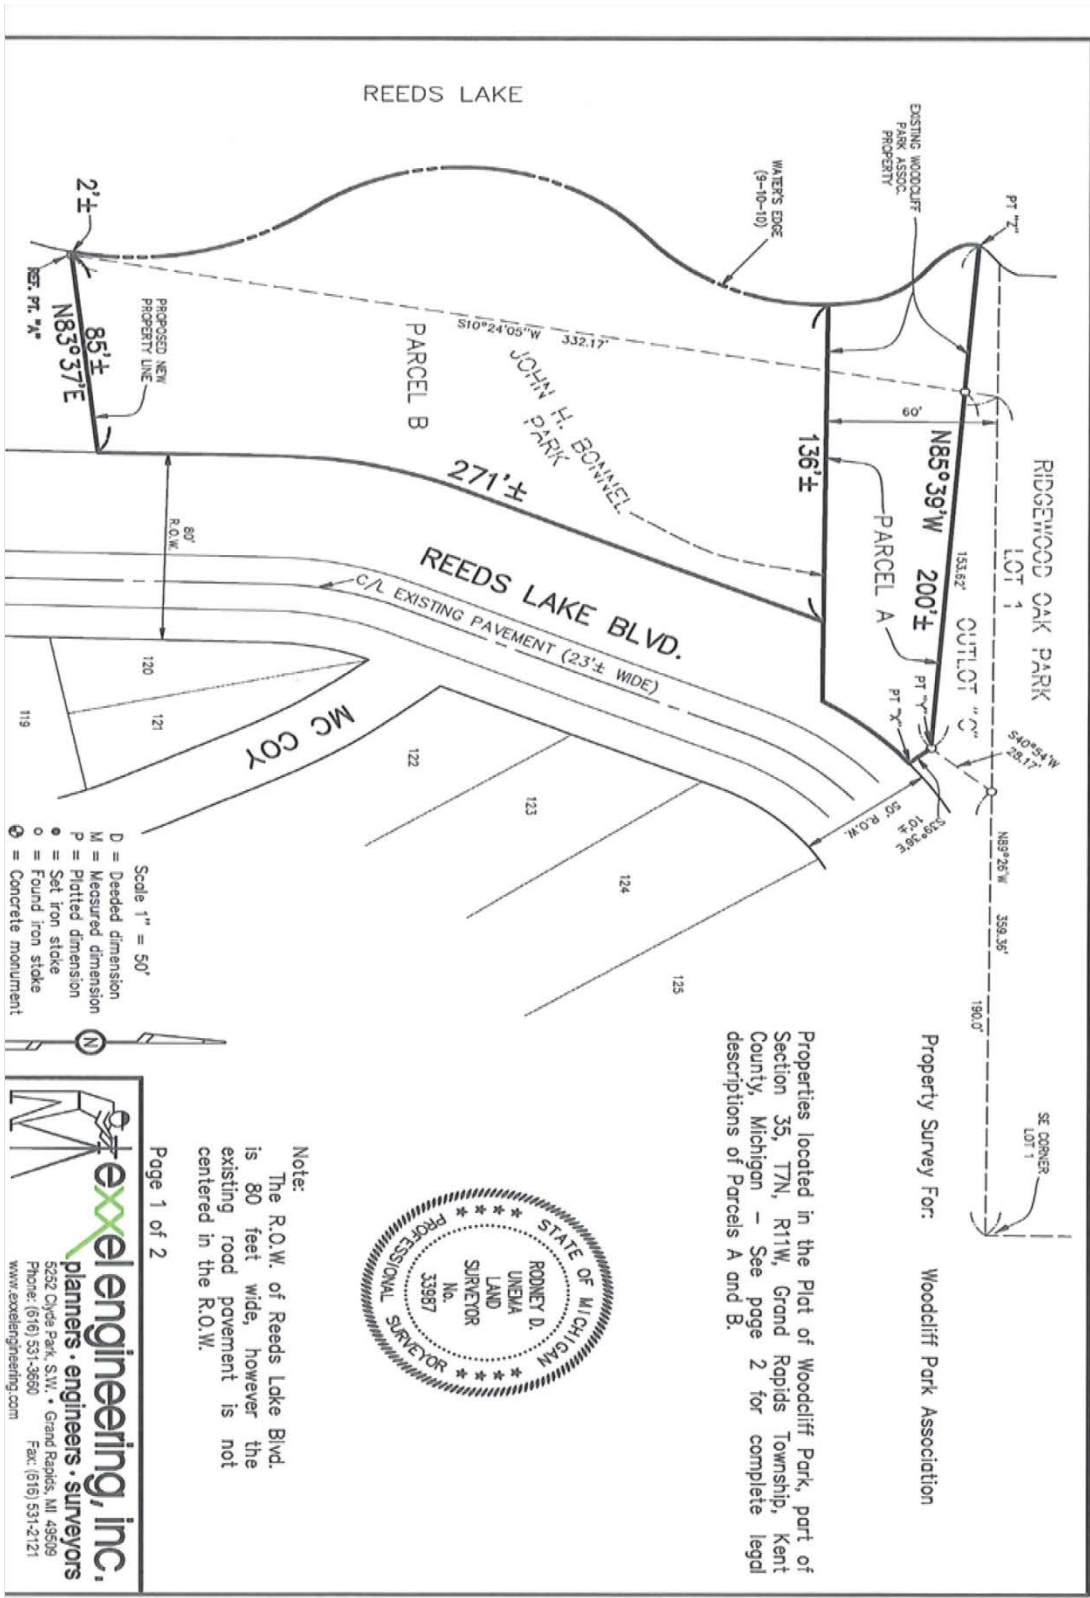 REEDS LAKE
EXISTING WOODCLIFF
PARK ASSOC.
PROPERTY
WATER'S EDGE
(9-10-10)
PT "Z"
2'±
REF. PT. "A"
85'±
N83°37'E
PROPOSED NEW
PROPERTY LINE
S10°24'05"W 332.17'
PARCEL B
JOHN H. BONNEL
PARK
271'±
136'±
60'
N85°39'W 200'±
153.62'
PARCEL A
RIDGEWOOD OAK PARK
LOT 1
OUTLOT "C"
PT "Y"
PT "X"
S40°54'W
28.17'
S39°36'E
10'±
50' R.O.W.
N89°26'W 359.36'
190.0'
SE CORNER
LOT 1
80'
R.O.W.
REEDS LAKE BLVD.
C/L EXISTING PAVEMENT (23'± WIDE)
MC COY
119
120
121
122
123
124
125
Property Survey For: Woodcliff Park Association
Properties located in the Plat of Woodcliff Park, part of
Section 35, T7N, R11W, Grand Rapids Township, Kent
County, Michigan – See page 2 for complete legal
descriptions of Parcels A and B.
STATE OF MICHIGAN
RODNEY D.
UNEMA
LAND
SURVEYOR
No.
33987
PROFESSIONAL SURVEYOR
Note:
The R.O.W. of Reeds Lake Blvd.
is 80 feet wide, however the
existing road pavement is not
centered in the R.O.W.
Scale 1" = 50'
D = Deeded dimension
M = Measured dimension
P = Platted dimension
= Set iron stake
= Found iron stake
= Concrete monument
N
Page 1 of 2
exxelengineering, inc.
planners • engineers • surveyors
5252 Clyde Park, S.W. • Grand Rapids, MI 49509
Phone: (616) 531-3660 Fax: (616) 531-2121
www.exxelengineering.com